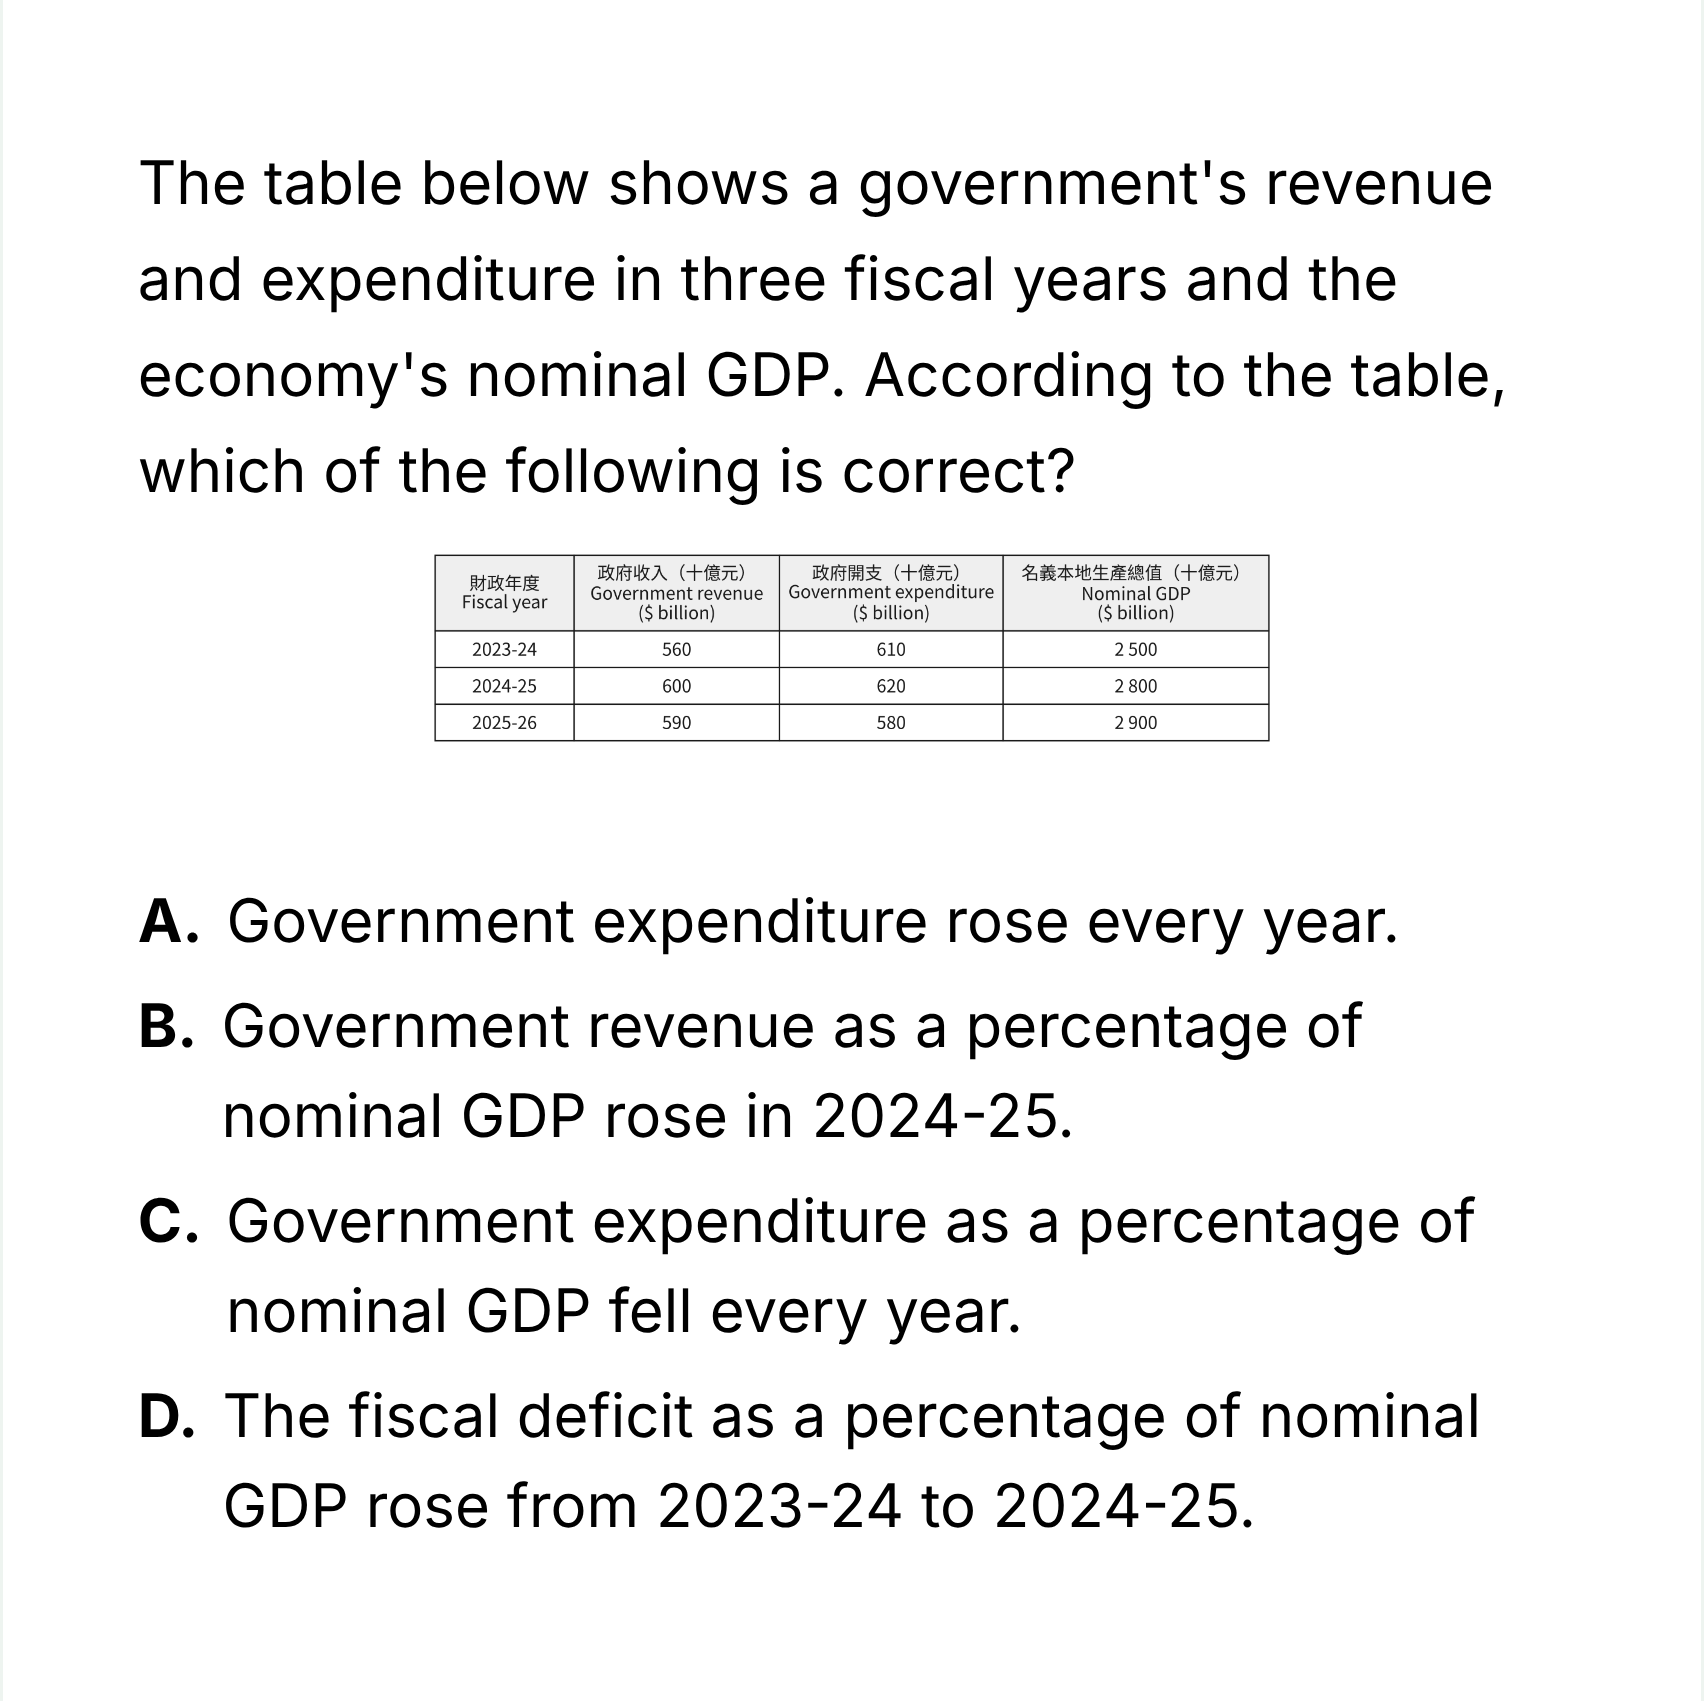 The table below shows a government's revenue
and expenditure in three fiscal years and the
economy's nominal GDP. According to the table,
which of the following is correct?
財政年度
Fiscal year
政府收入（十億元）
Government revenue
($ billion)
政府開支（十億元）
Government expenditure
($ billion)
名義本地生產總值（十億元）
Nominal GDP
($ billion)
2023-24 560 610 2 500
2024-25 600 620 2 800
2025-26 590 580 2 900
A. Government expenditure rose every year.
B. Government revenue as a percentage of
nominal GDP rose in 2024-25.
C. Government expenditure as a percentage of
nominal GDP fell every year.
D. The fiscal deficit as a percentage of nominal
GDP rose from 2023-24 to 2024-25.